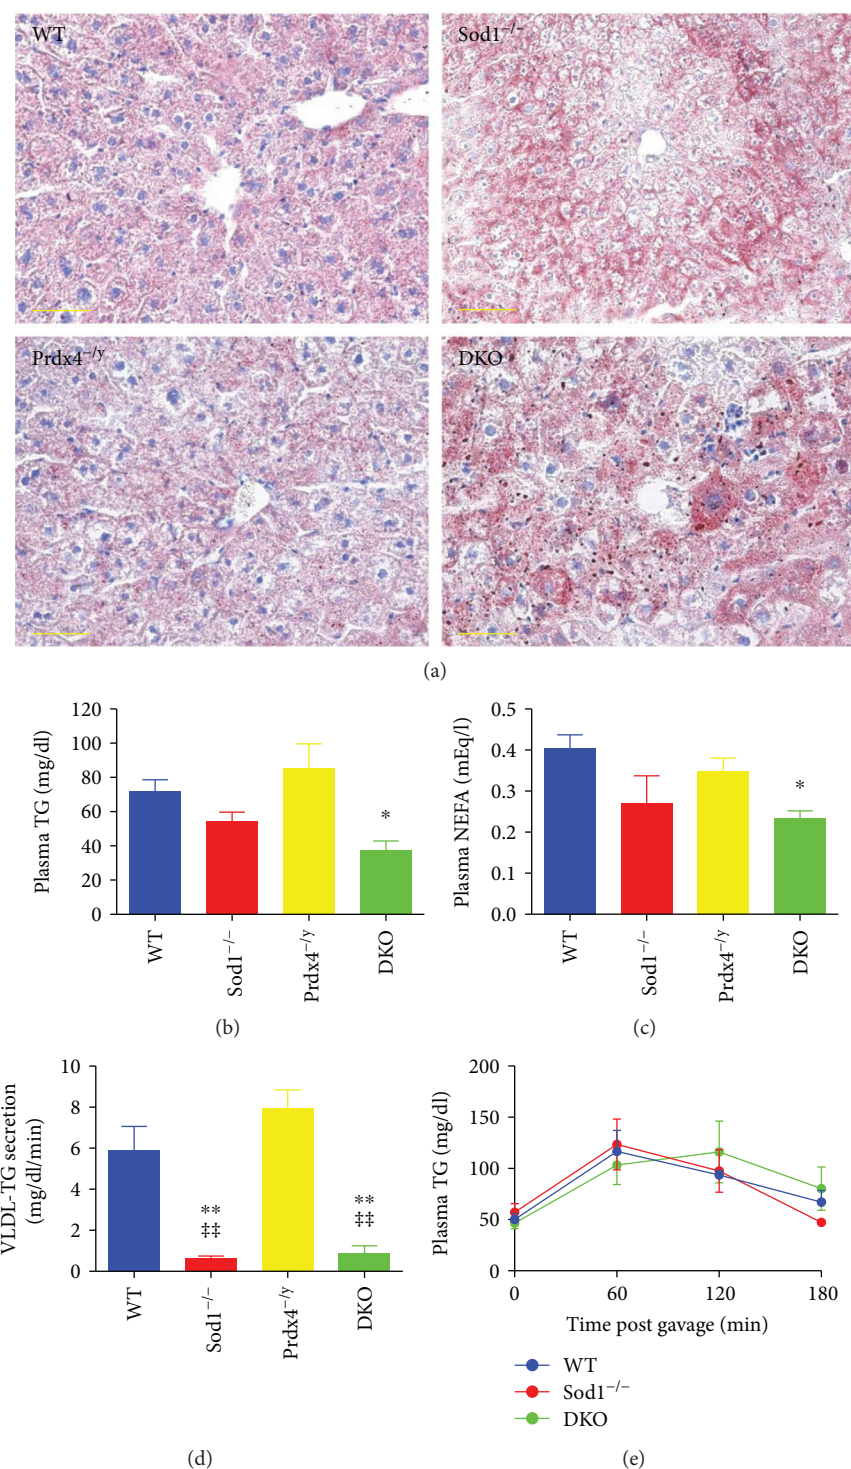 WT
Sod1−/−
Prdx4−/y
DKO
(a)
Plasma TG (mg/dl)
120
100
80
60
40
20
0
*
WT
Sod1−/−
Prdx4−/y
DKO
(b)
Plasma NEFA (mEq/l)
0.5
0.4
0.3
0.2
0.1
0.0
*
WT
Sod1−/−
Prdx4−/y
DKO
(c)
VLDL-TG secretion
(mg/dl/min)
10
8
6
4
2
0
**
‡‡
**
‡‡
WT
Sod1−/−
Prdx4−/y
DKO
(d)
Plasma TG (mg/dl)
200
150
100
50
0
0 60 120 180
Time post gavage (min)
WT
Sod1−/−
DKO
(e)